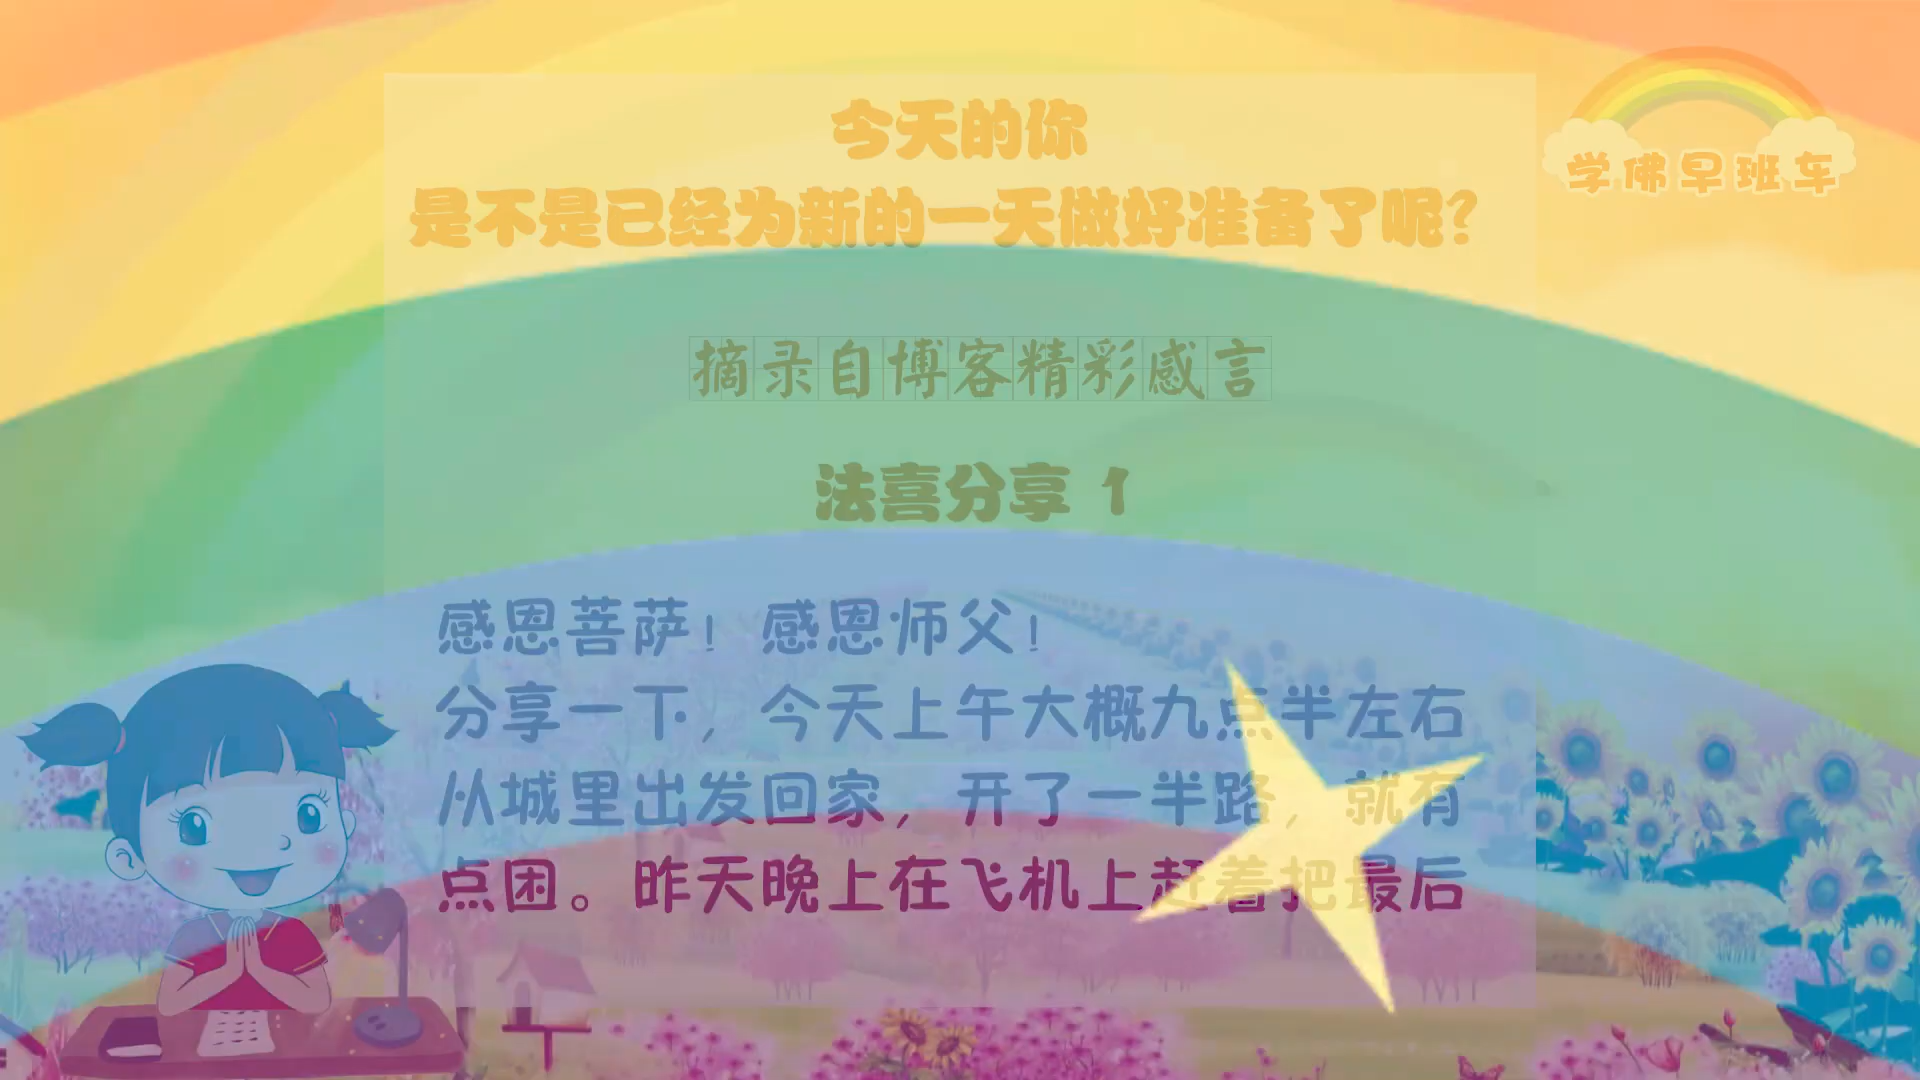 今天的你
学佛早班车
是不是已经为新的一天做好准备了呢?
摘录自博客精彩感言
法喜分享 1
感恩菩萨！感恩师父！
分享一下，今天上午大概九点半左右
从城里出发回家，开了一半路，就有
点困。昨天晚上在飞机上赶着把最后